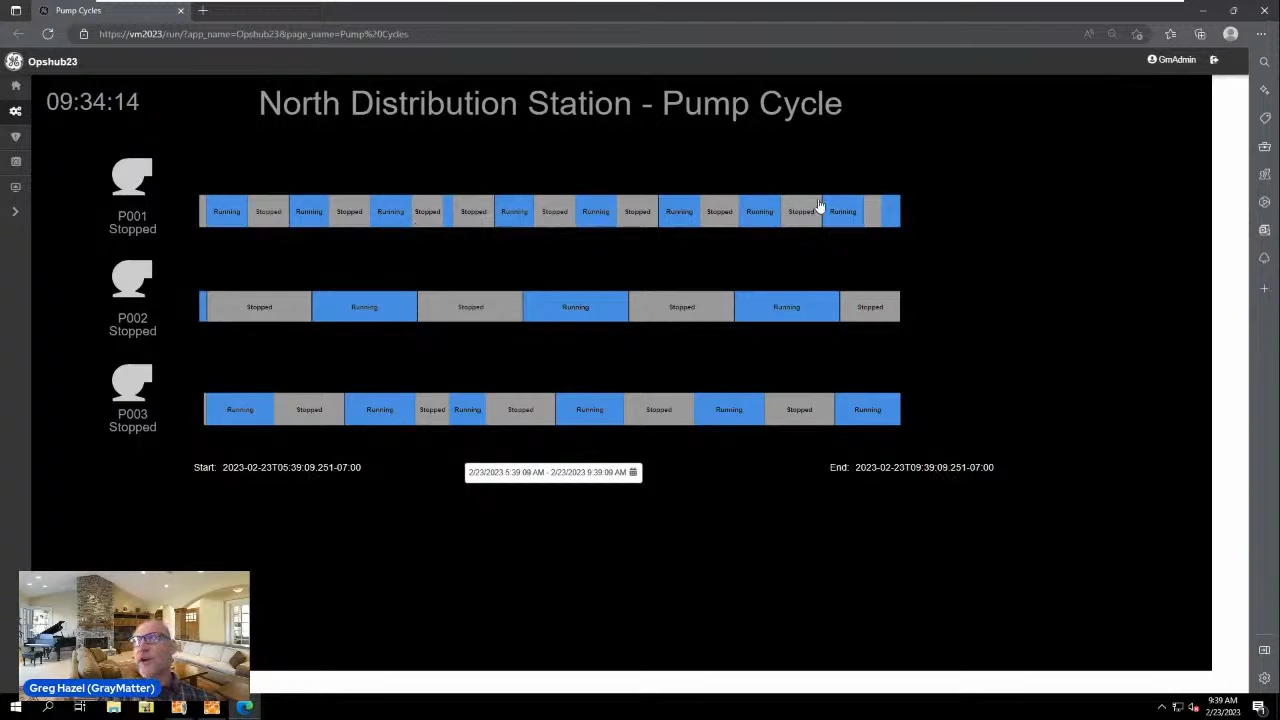 Pump Cycles
https://vm2023/run/?app_name=Opshub23&page_name=Pump%20Cycles
Opshub23
GmAdmin
09:34:14
North Distribution Station - Pump Cycle
P001
Stopped
Running Stopped Running Stopped Running Stopped Stopped Running Stopped Running Stopped Running Stopped Running Stopped Running
P002
Stopped
Stopped Running Stopped Running Stopped Running Stopped
P003
Stopped
Running Stopped Running Stopped Running Stopped Running Stopped Running Stopped Running
Start: 2023-02-23T05:39:09.251-07:00
2/23/2023 5:39:09 AM - 2/23/2023 9:39:09 AM
End: 2023-02-23T09:39:09.251-07:00
Greg Hazel (GrayMatter)
9:39 AM
2/23/2023